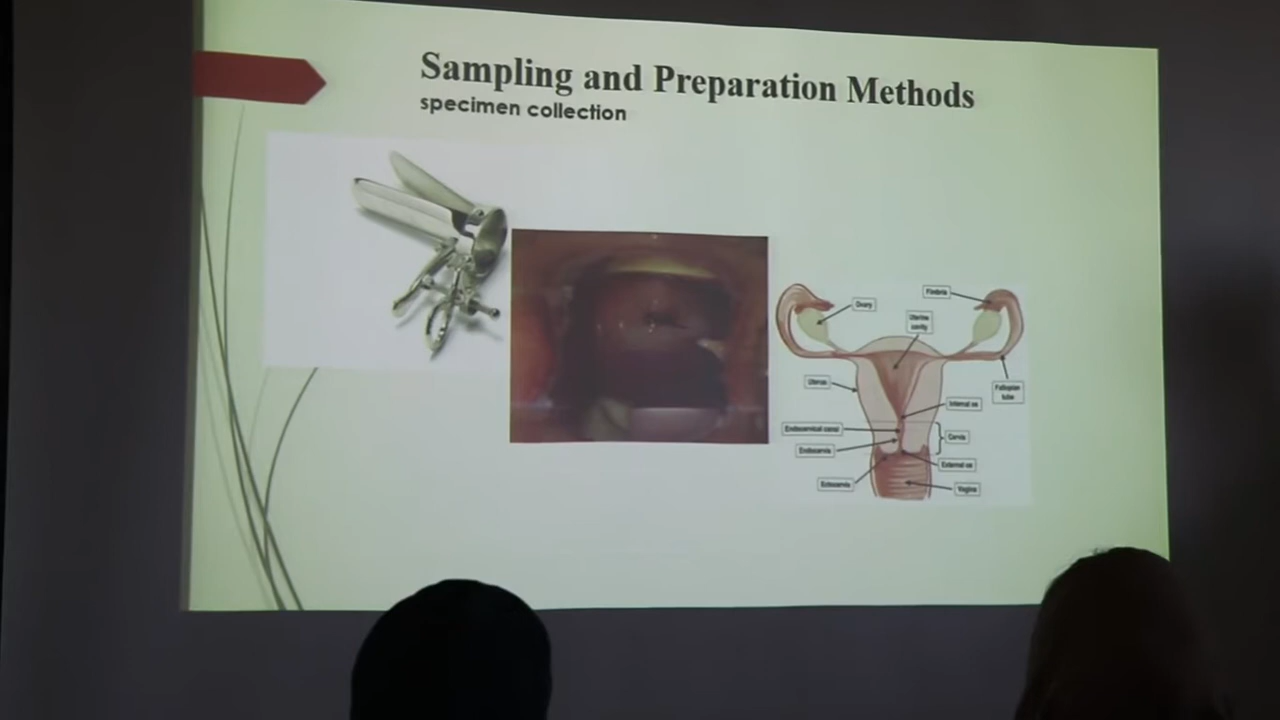 Sampling and Preparation Methods
specimen collection
Ovary
Fimbria
Uterine
cavity
Uterus
Fallopian
tube
Internal os
Endocervical canal
Cervix
Endocervix
External os
Ectocervix
Vagina